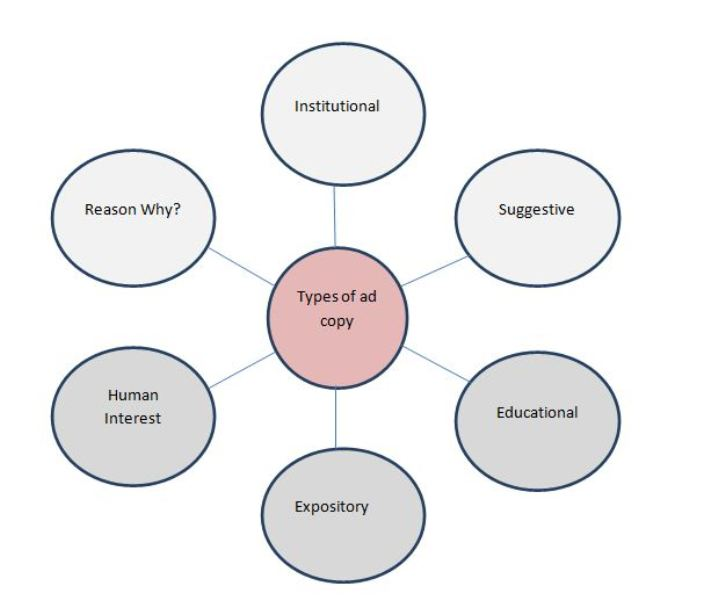 Institutional
Reason Why?
Suggestive
Types of ad
copy
Human
Interest
Educational
Expository